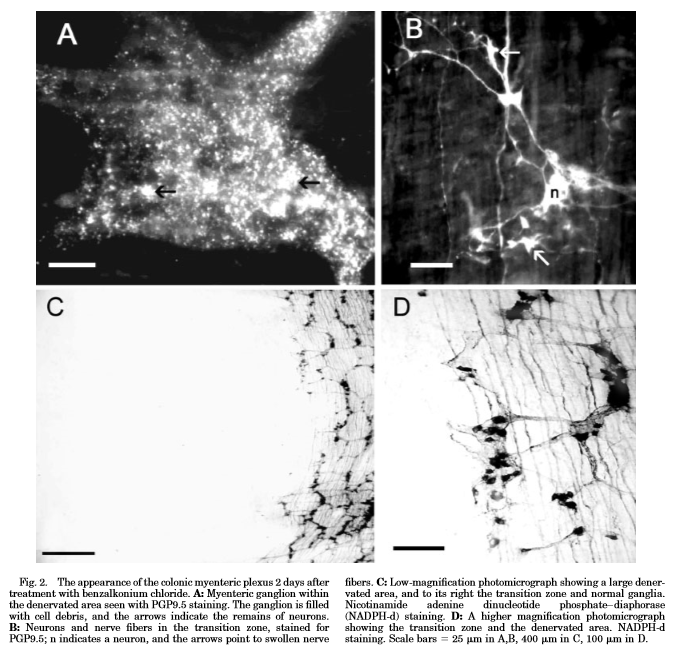 A
B
n
C
D
Fig. 2. The appearance of the colonic myenteric plexus 2 days after
treatment with benzalkonium chloride. A: Myenteric ganglion within
the denervated area seen with PGP9.5 staining. The ganglion is filled
with cell debris, and the arrows indicate the remains of neurons.
B: Neurons and nerve fibers in the transition zone, stained for
PGP9.5; n indicates a neuron, and the arrows point to swollen nerve
fibers. C: Low-magnification photomicrograph showing a large dener-
vated area, and to its right the transition zone and normal ganglia.
Nicotinamide adenine dinucleotide phosphate–diaphorase
(NADPH-d) staining. D: A higher magnification photomicrograph
showing the transition zone and the denervated area. NADPH-d
staining. Scale bars = 25 μm in A,B, 400 μm in C, 100 μm in D.